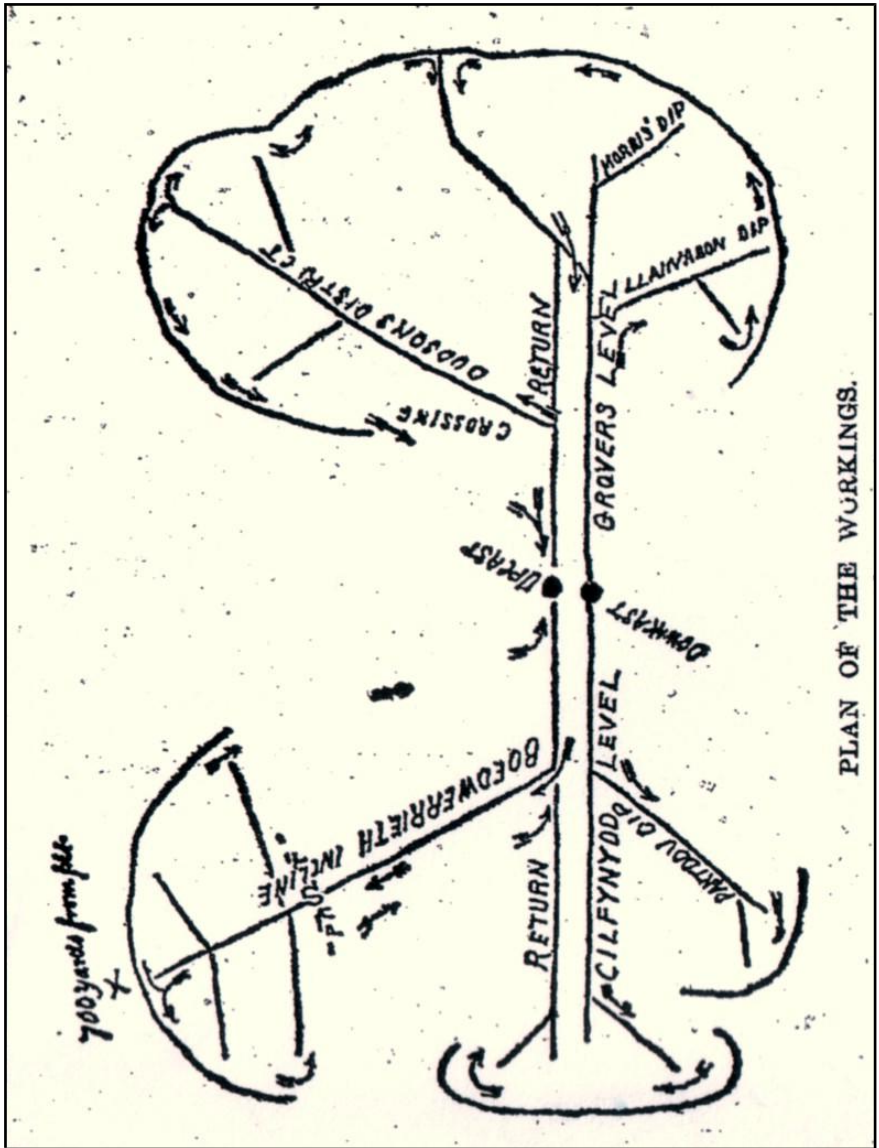 MORRIS' DIP
LLANVABON DIP
DUDSON'S DISTRICT
RETURN
GROVERS LEVEL
CROSSING
UPCAST
DOWNCAST
BOEDWERRIETH INCLINE
LEVEL
CILFYNYDD
PANTDDU DIP
RETURN
700 yards from pit
X
PLAN OF THE WORKINGS.